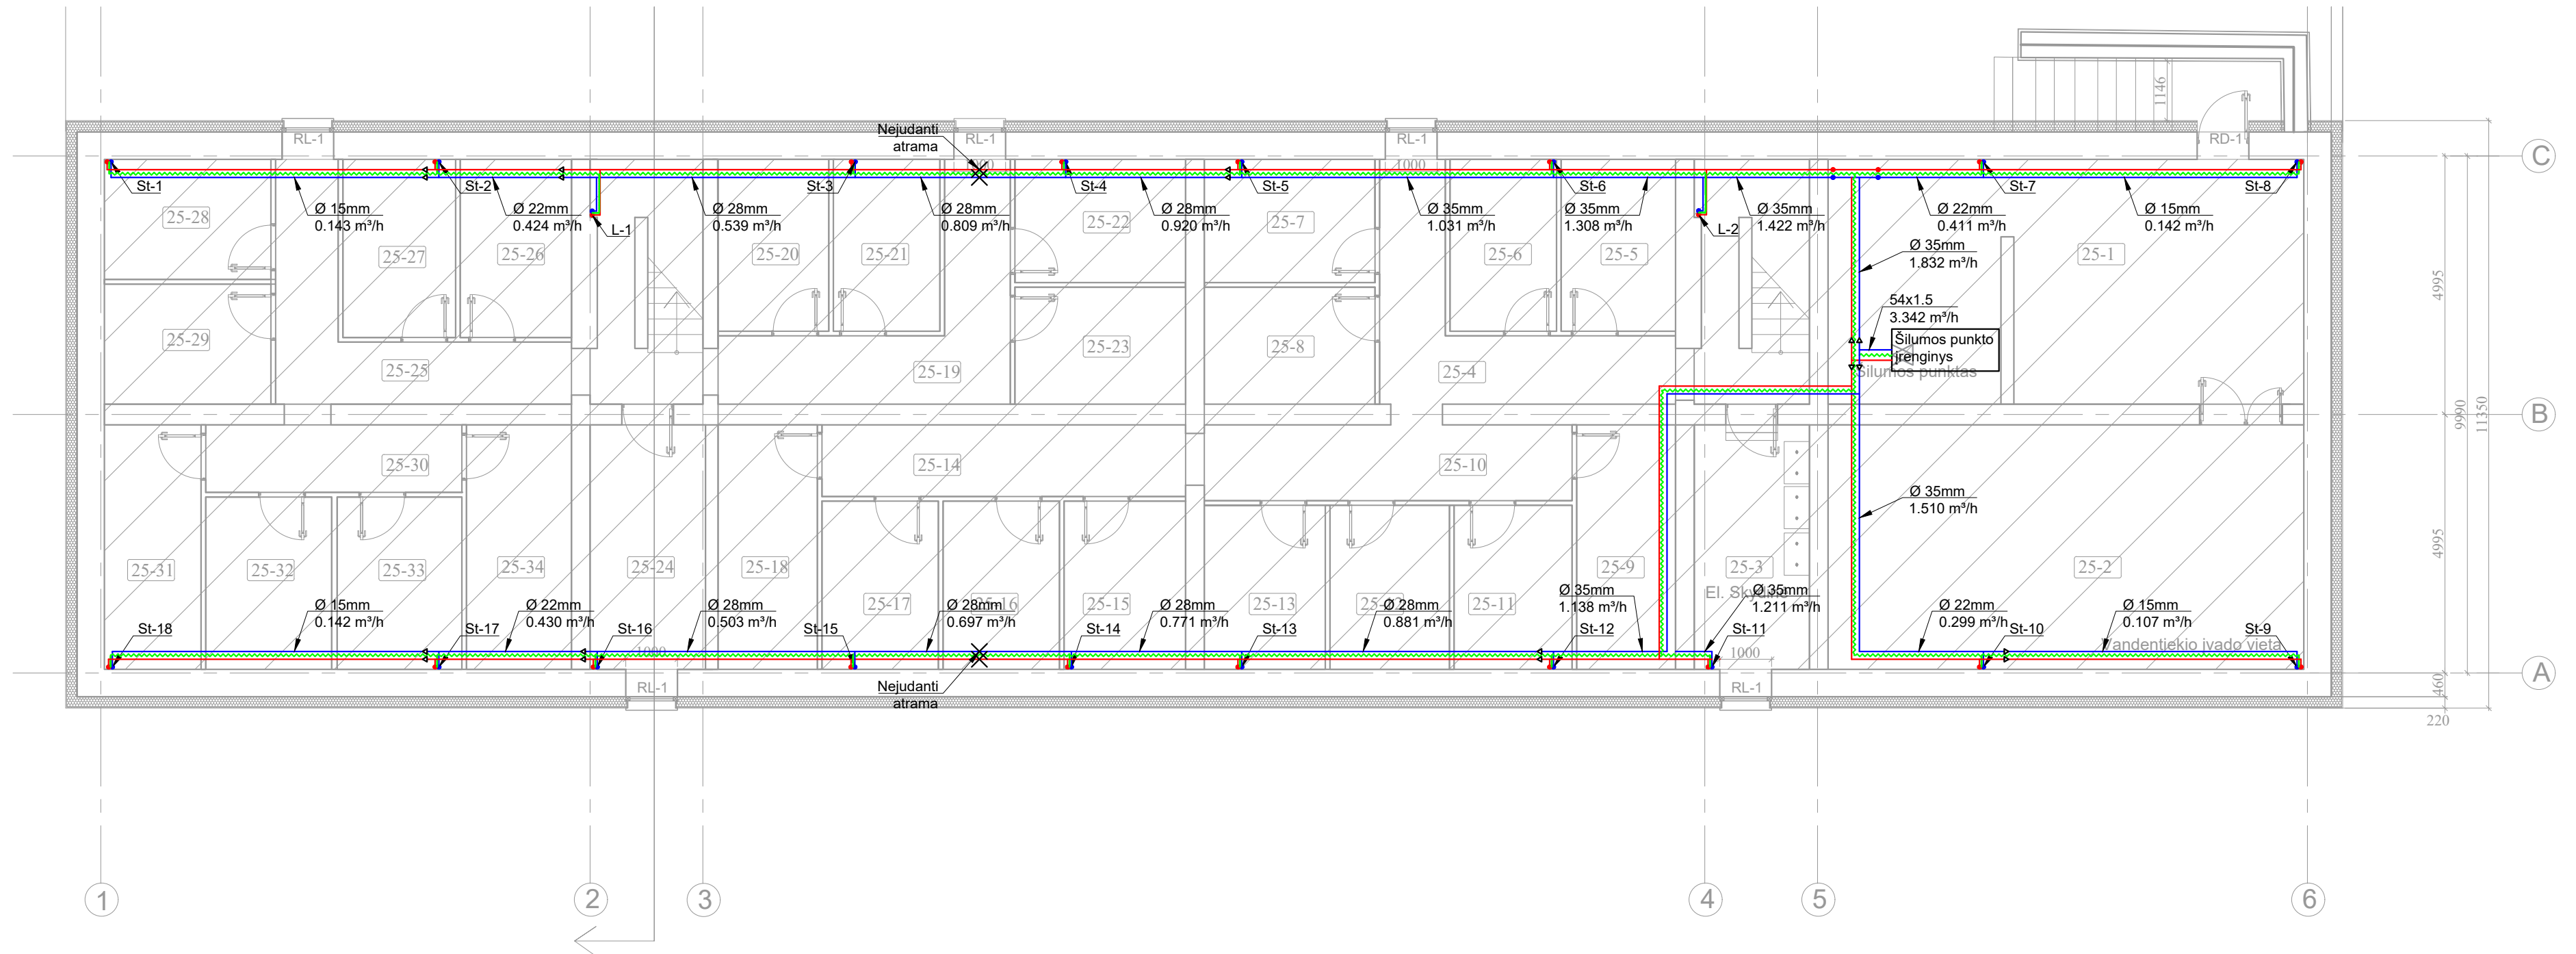 1146
RL-1
Nejudanti
atrama
RL-1
RL-1
RD-1
C
1000
St-1
St-2
St-3
St-4
St-5
St-6
St-7
St-8
Ø 15mm
0.143 m³/h
Ø 22mm
0.424 m³/h
L-1
Ø 28mm
0.539 m³/h
Ø 28mm
0.809 m³/h
Ø 28mm
0.920 m³/h
Ø 35mm
1.031 m³/h
Ø 35mm
1.308 m³/h
L-2
Ø 35mm
1.422 m³/h
Ø 22mm
0.411 m³/h
Ø 15mm
0.142 m³/h
25-28
25-27
25-26
25-20
25-21
25-22
25-7
25-6
25-5
25-1
Ø 35mm
1.832 m³/h
54x1.5
3.342 m³/h
Šilumos punkto
įrenginys
Šilumos punktas
4995
25-29
25-25
25-19
25-23
25-8
25-4
B
9990
11350
25-30
25-14
25-10
Ø 35mm
1.510 m³/h
4995
25-31
25-32
25-33
25-34
25-24
25-18
25-17
25-16
25-15
25-13
25-11
25-9
25-3
El. Skydinė
25-2
Ø 15mm
0.142 m³/h
Ø 22mm
0.430 m³/h
Ø 28mm
0.503 m³/h
Ø 28mm
0.697 m³/h
Ø 28mm
0.771 m³/h
Ø 28mm
0.881 m³/h
Ø 35mm
1.138 m³/h
Ø 35mm
1.211 m³/h
Ø 22mm
0.299 m³/h
Ø 15mm
0.107 m³/h
St-18
St-17
St-16
St-15
St-14
St-13
St-12
St-11
St-10
St-9
Vandentiekio įvado vieta
1000
1000
A
RL-1
Nejudanti
atrama
RL-1
460
220
1
2
3
4
5
6